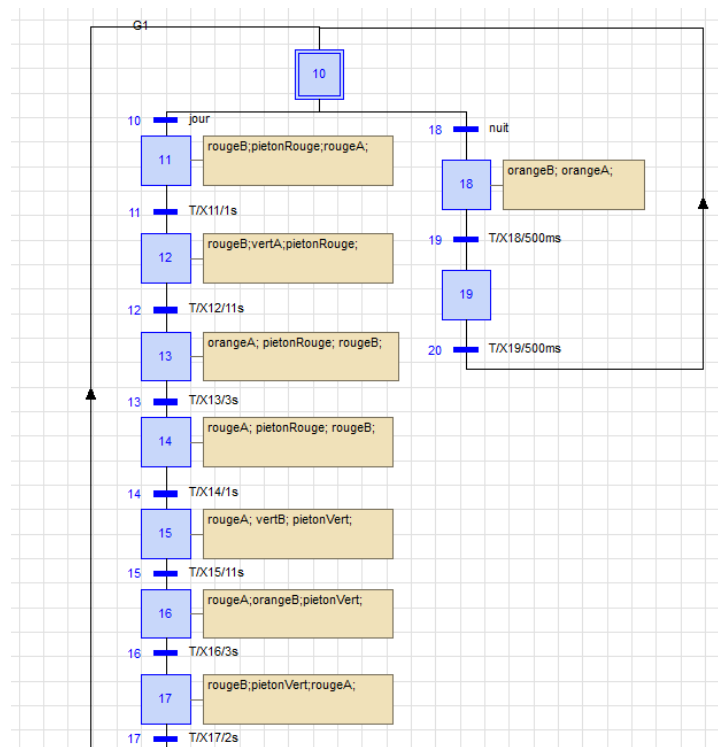 G1
10
10 jour
11 rougeB;pietonRouge;rougeA;
11 T/X11/1s
12 rougeB;vertA;pietonRouge;
12 T/X12/11s
13 orangeA; pietonRouge; rougeB;
13 T/X13/3s
14 rougeA; pietonRouge; rougeB;
14 T/X14/1s
15 rougeA; vertB; pietonVert;
15 T/X15/11s
16 rougeA;orangeB;pietonVert;
16 T/X16/3s
17 rougeB;pietonVert;rougeA;
17 T/X17/2s
18 nuit
18 orangeB; orangeA;
19 T/X18/500ms
19
20 T/X19/500ms